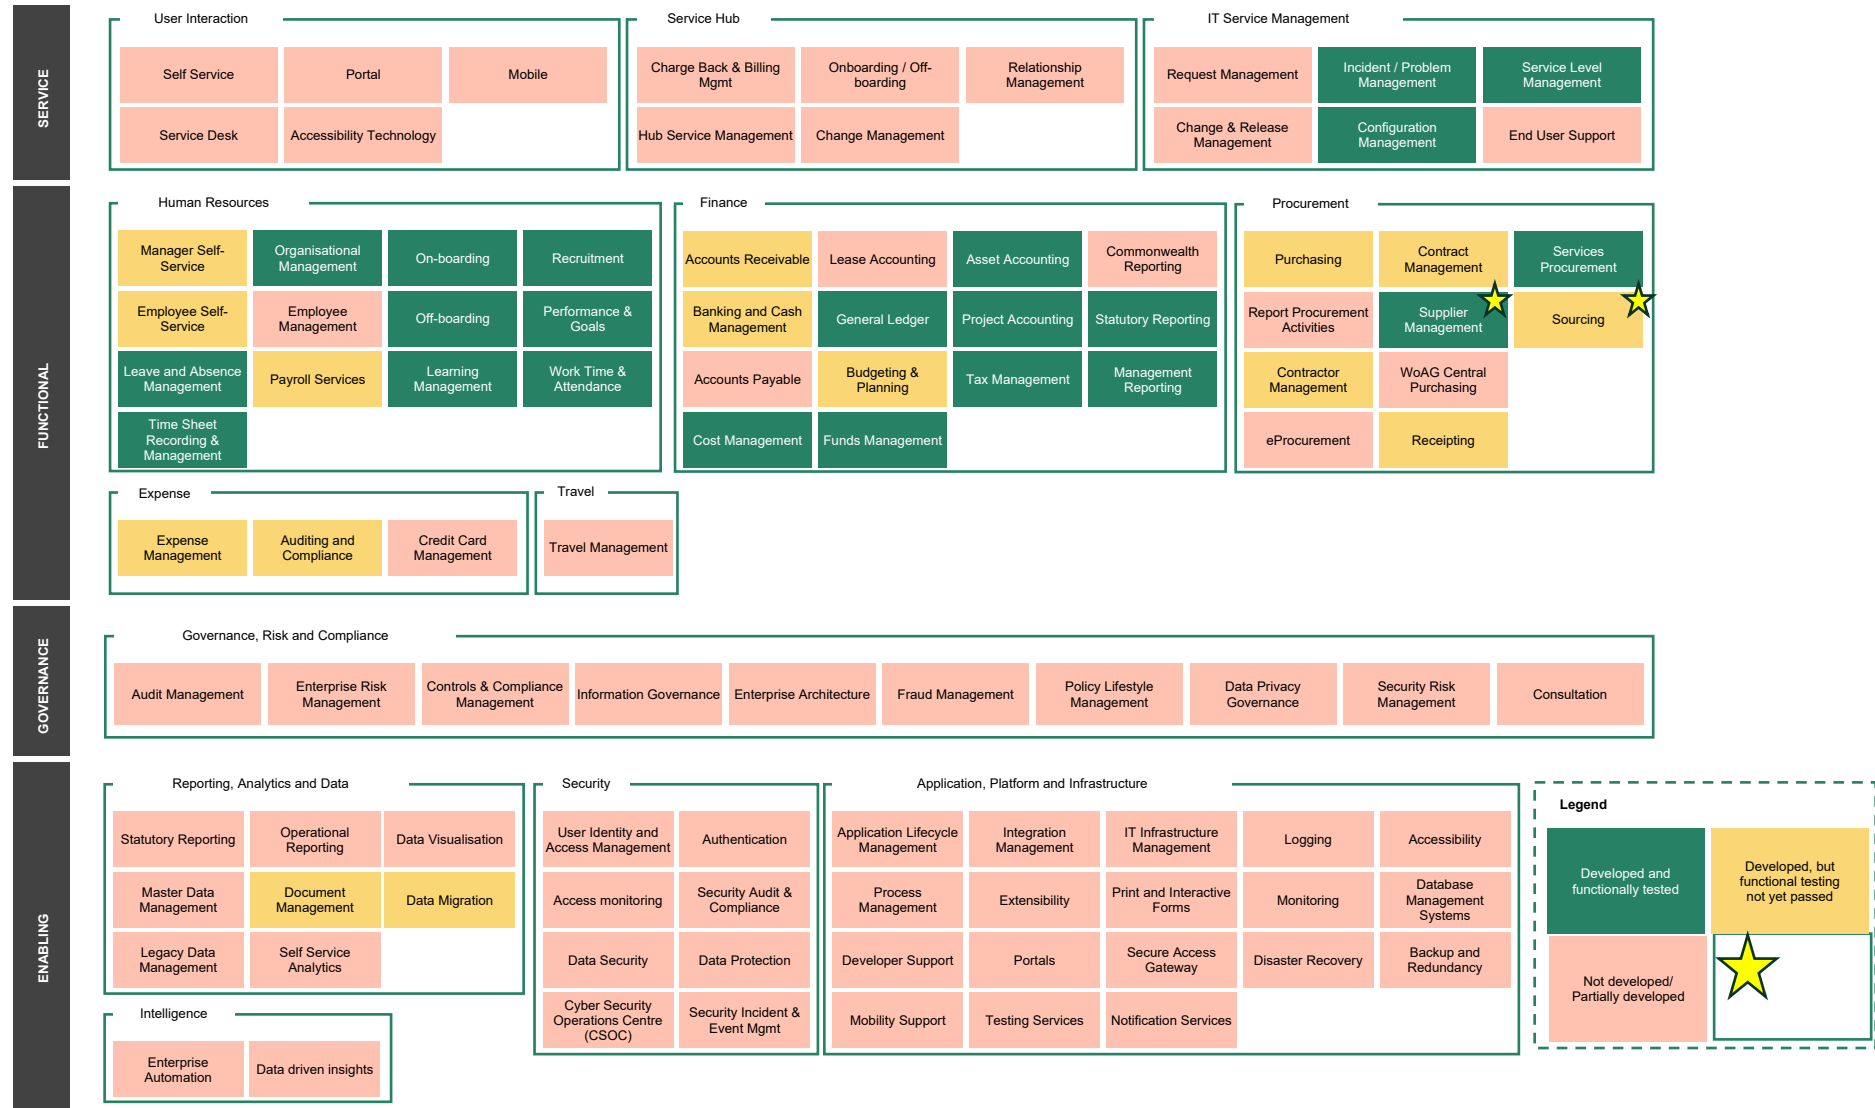 SERVICE
User Interaction
Self Service
Portal
Mobile
Service Desk
Accessibility Technology
Service Hub
Charge Back & Billing
Mgmt
Onboarding / Off-
boarding
Relationship
Management
Hub Service Management
Change Management
IT Service Management
Request Management
Incident / Problem
Management
Service Level
Management
Change & Release
Management
Configuration
Management
End User Support
FUNCTIONAL
Human Resources
Manager Self-
Service
Organisational
Management
On-boarding
Recruitment
Employee Self-
Service
Employee
Management
Off-boarding
Performance &
Goals
Leave and Absence
Management
Payroll Services
Learning
Management
Work Time &
Attendance
Time Sheet
Recording &
Management
Finance
Accounts Receivable
Lease Accounting
Asset Accounting
Commonwealth
Reporting
Banking and Cash
Management
General Ledger
Project Accounting
Statutory Reporting
Accounts Payable
Budgeting &
Planning
Tax Management
Management
Reporting
Cost Management
Funds Management
Procurement
Purchasing
Contract
Management
Services
Procurement
Report Procurement
Activities
Supplier
Management
Sourcing
Contractor
Management
WoAG Central
Purchasing
eProcurement
Receipting
Expense
Expense
Management
Auditing and
Compliance
Credit Card
Management
Travel
Travel Management
GOVERNANCE
Governance, Risk and Compliance
Audit Management
Enterprise Risk
Management
Controls & Compliance
Management
Information Governance
Enterprise Architecture
Fraud Management
Policy Lifestyle
Management
Data Privacy
Governance
Security Risk
Management
Consultation
ENABLING
Reporting, Analytics and Data
Statutory Reporting
Operational
Reporting
Data Visualisation
Master Data
Management
Document
Management
Data Migration
Legacy Data
Management
Self Service
Analytics
Intelligence
Enterprise
Automation
Data driven insights
Security
User Identity and
Access Management
Authentication
Access monitoring
Security Audit &
Compliance
Data Security
Data Protection
Cyber Security
Operations Centre
(CSOC)
Security Incident &
Event Mgmt
Application, Platform and Infrastructure
Application Lifecycle
Management
Integration
Management
IT Infrastructure
Management
Logging
Accessibility
Process
Management
Extensibility
Print and Interactive
Forms
Monitoring
Database
Management
Systems
Developer Support
Portals
Secure Access
Gateway
Disaster Recovery
Backup and
Redundancy
Mobility Support
Testing Services
Notification Services
Legend
Developed and
functionally tested
Developed, but
functional testing
not yet passed
Not developed/
Partially developed